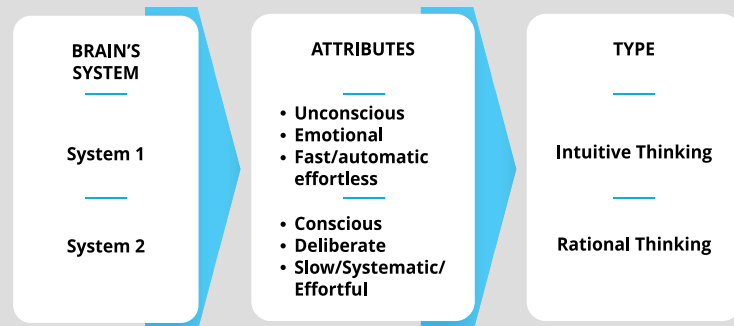 BRAIN'S
SYSTEM
System 1
System 2
ATTRIBUTES
• Unconscious
• Emotional
• Fast/automatic
effortless
• Conscious
• Deliberate
• Slow/Systematic/
Effortful
TYPE
Intuitive Thinking
Rational Thinking